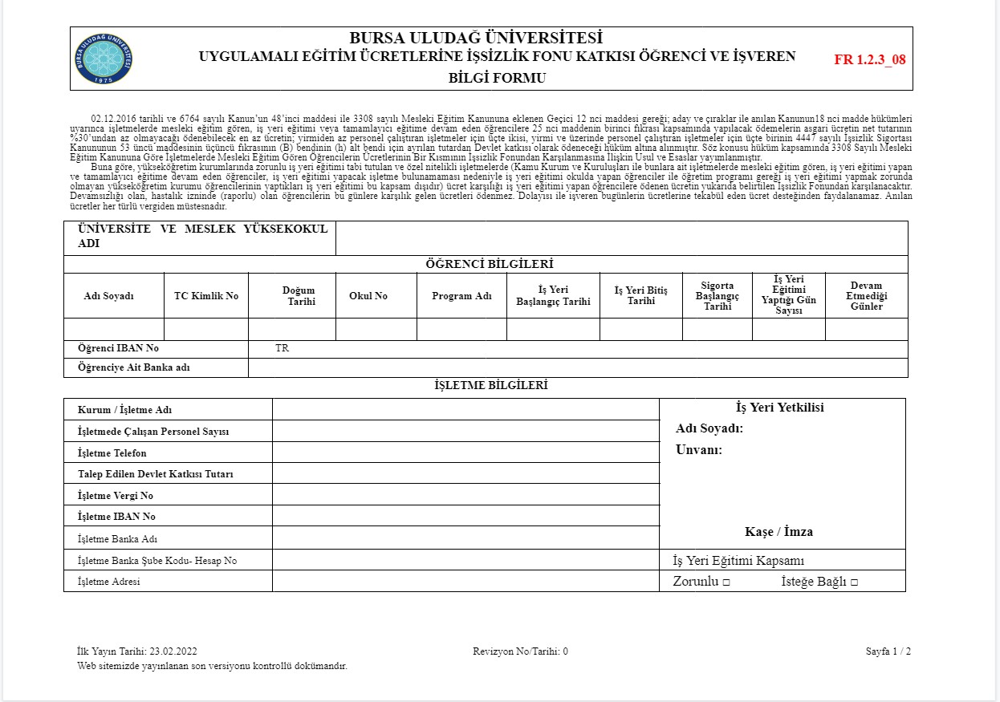 BURSA ULUDAĞ ÜNİVERSİTESİ
1975
BURSA ULUDAĞ ÜNİVERSİTESİ
UYGULAMALI EĞİTİM ÜCRETLERİNE İŞSİZLİK FONU KATKISI ÖĞRENCİ VE İŞVEREN
BİLGİ FORMU
FR 1.2.3_08
02.12.2016 tarihli ve 6764 sayılı Kanun’un 48’inci maddesi ile 3308 sayılı Mesleki Eğitim Kanununa eklenen Geçici 12 nci maddesi gereği; aday ve çıraklar ile anılan Kanunun18 nci madde hükümleri
uyarınca işletmelerde mesleki eğitim gören, iş yeri eğitimi veya tamamlayıcı eğitime devam eden öğrencilere 25 nci maddenin birinci fıkrası kapsamında yapılacak ödemelerin asgari ücretin net tutarının
%30’undan az olmayacağı ödenebilecek en az ücretin; yirmiden az personel çalıştıran işletmeler için üçte ikisi, yirmi ve üzerinde personel çalıştıran işletmeler için üçte birinin 4447 sayılı İşsizlik Sigortası
Kanununun 53 üncü maddesinin üçüncü fıkrasının (B) bendinin (h) alt bendi için ayrılan tutardan Devlet katkısı olarak ödeneceği hüküm altına alınmıştır. Söz konusu hüküm kapsamında 3308 Sayılı Mesleki
Eğitim Kanununa Göre İşletmelerde Mesleki Eğitim Gören Öğrencilerin Ücretlerinin Bir Kısmının İşsizlik Fonundan Karşılanmasına İlişkin Usul ve Esaslar yayımlanmıştır.
Buna göre, yükseköğretim kurumlarında zorunlu iş yeri eğitimi tabi tutulan ve özel nitelikli işletmelerde (Kamu Kurum ve Kuruluşları ile bunlara ait işletmelerde mesleki eğitim gören, iş yeri eğitimi yapan
ve tamamlayıcı eğitime devam eden öğrenciler, iş yeri eğitimi yapacak işletme bulunamaması nedeniyle iş yeri eğitimi okulda yapan öğrenciler ile öğretim programı gereği iş yeri eğitimi yapmak zorunda
olmayan yükseköğretim kurumu öğrencilerinin yaptıkları iş yeri eğitimi bu kapsam dışıdır) ücret karşılığı iş yeri eğitimi yapan öğrencilere ödenen ücretin yukarıda belirtilen İşsizlik Fonundan karşılanacaktır.
Devamsızlığı olan, hastalık izninde (raporlu) olan öğrencilerin bu günlere karşılık gelen ücretleri ödenmez. Dolayısı ile işveren bugünlerin ücretlerine tekabül eden ücret desteğinden faydalanamaz. Anılan
ücretler her türlü vergiden müstesnadır.
ÜNİVERSİTE VE MESLEK YÜKSEKOKUL
ADI
ÖĞRENCİ BİLGİLERİ
Adı Soyadı TC Kimlik No Doğum Tarihi Okul No Program Adı İş Yeri Başlangıç Tarihi İş Yeri Bitiş Tarihi Sigorta Başlangıç Tarihi İş Yeri Eğitimi Yaptığı Gün Sayısı Devam Etmediği Günler
Öğrenci IBAN No TR
Öğrenciye Ait Banka adı
İŞLETME BİLGİLERİ
Kurum / İşletme Adı
İşletmede Çalışan Personel Sayısı
İşletme Telefon
Talep Edilen Devlet Katkısı Tutarı
İşletme Vergi No
İşletme IBAN No
İşletme Banka Adı
İşletme Banka Şube Kodu- Hesap No
İşletme Adresi
İş Yeri Yetkilisi
Adı Soyadı:
Unvanı:
Kaşe / İmza
İş Yeri Eğitimi Kapsamı
Zorunlu □ İsteğe Bağlı □
İlk Yayın Tarihi: 23.02.2022 Revizyon No/Tarihi: 0 Sayfa 1 / 2
Web sitemizde yayınlanan son versiyonu kontrollü dokümandır.